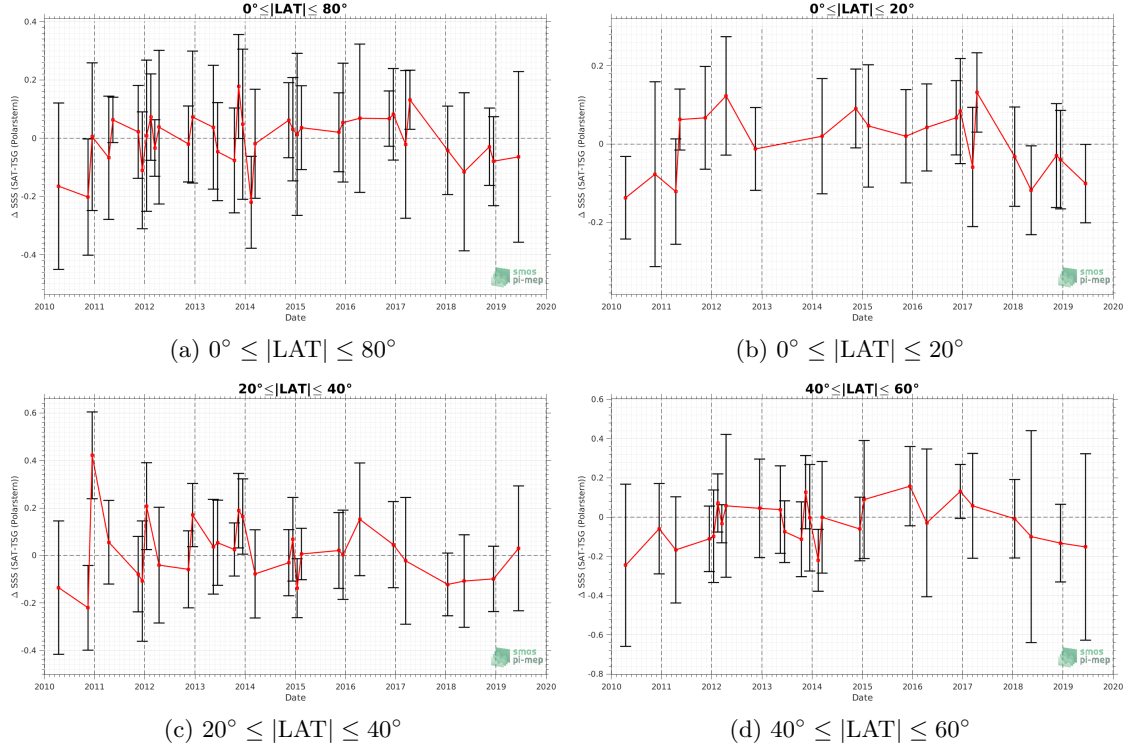 0°≤|LAT|≤ 80°
Δ SSS (SAT-TSG (Polarstern))
0.4
0.2
0
-0.2
-0.4
2010 2011 2012 2013 2014 2015 2016 2017 2018 2019 2020
Date
smos
pi-mep
(a) 0° ≤ |LAT| ≤ 80°
0°≤|LAT|≤ 20°
Δ SSS (SAT-TSG (Polarstern))
0.2
0
-0.2
2010 2011 2012 2013 2014 2015 2016 2017 2018 2019 2020
Date
smos
pi-mep
(b) 0° ≤ |LAT| ≤ 20°
20°≤|LAT|≤ 40°
Δ SSS (SAT-TSG (Polarstern))
0.6
0.4
0.2
0
-0.2
-0.4
2010 2011 2012 2013 2014 2015 2016 2017 2018 2019 2020
Date
smos
pi-mep
(c) 20° ≤ |LAT| ≤ 40°
40°≤|LAT|≤ 60°
Δ SSS (SAT-TSG (Polarstern))
0.6
0.4
0.2
0
-0.2
-0.4
-0.6
-0.8
2010 2011 2012 2013 2014 2015 2016 2017 2018 2019 2020
Date
smos
pi-mep
(d) 40° ≤ |LAT| ≤ 60°